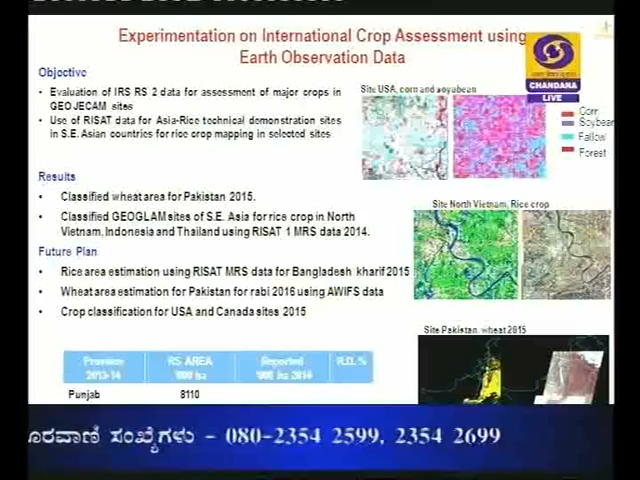 Experimentation on International Crop Assessment using
Earth Observation Data
CHANDANA
LIVE
Objective
• Evaluation of IRS RS 2 data for assessment of major crops in
GEOJECAM sites
• Use of RISAT data for Asia-Rice technical demonstration sites
in S.E. Asian countries for rice crop mapping in selected sites
Site USA, corn and soyabean
Corn
Soybean
Fallow
Forest
Results
• Classified wheat area for Pakistan 2015.
• Classified GEOGLAM sites of S.E. Asia for rice crop in North
Vietnam, Indonesia and Thailand using RISAT 1 MRS data 2014.
Site North Vietnam, Rice crop
Future Plan
• Rice area estimation using RISAT MRS data for Bangladesh kharif 2015
• Wheat area estimation for Pakistan for rabi 2016 using AWIFS data
• Crop classification for USA and Canada sites 2015
Site Pakistan, wheat 2015
Province RS AREA Reported R.D. %
2013-14 '000 ha '000 ha 2014
Punjab 8110
ೂರವಾಣಿ ಸಂಖ್ಯೆಗಳು – 080-2354 2599, 2354 2699